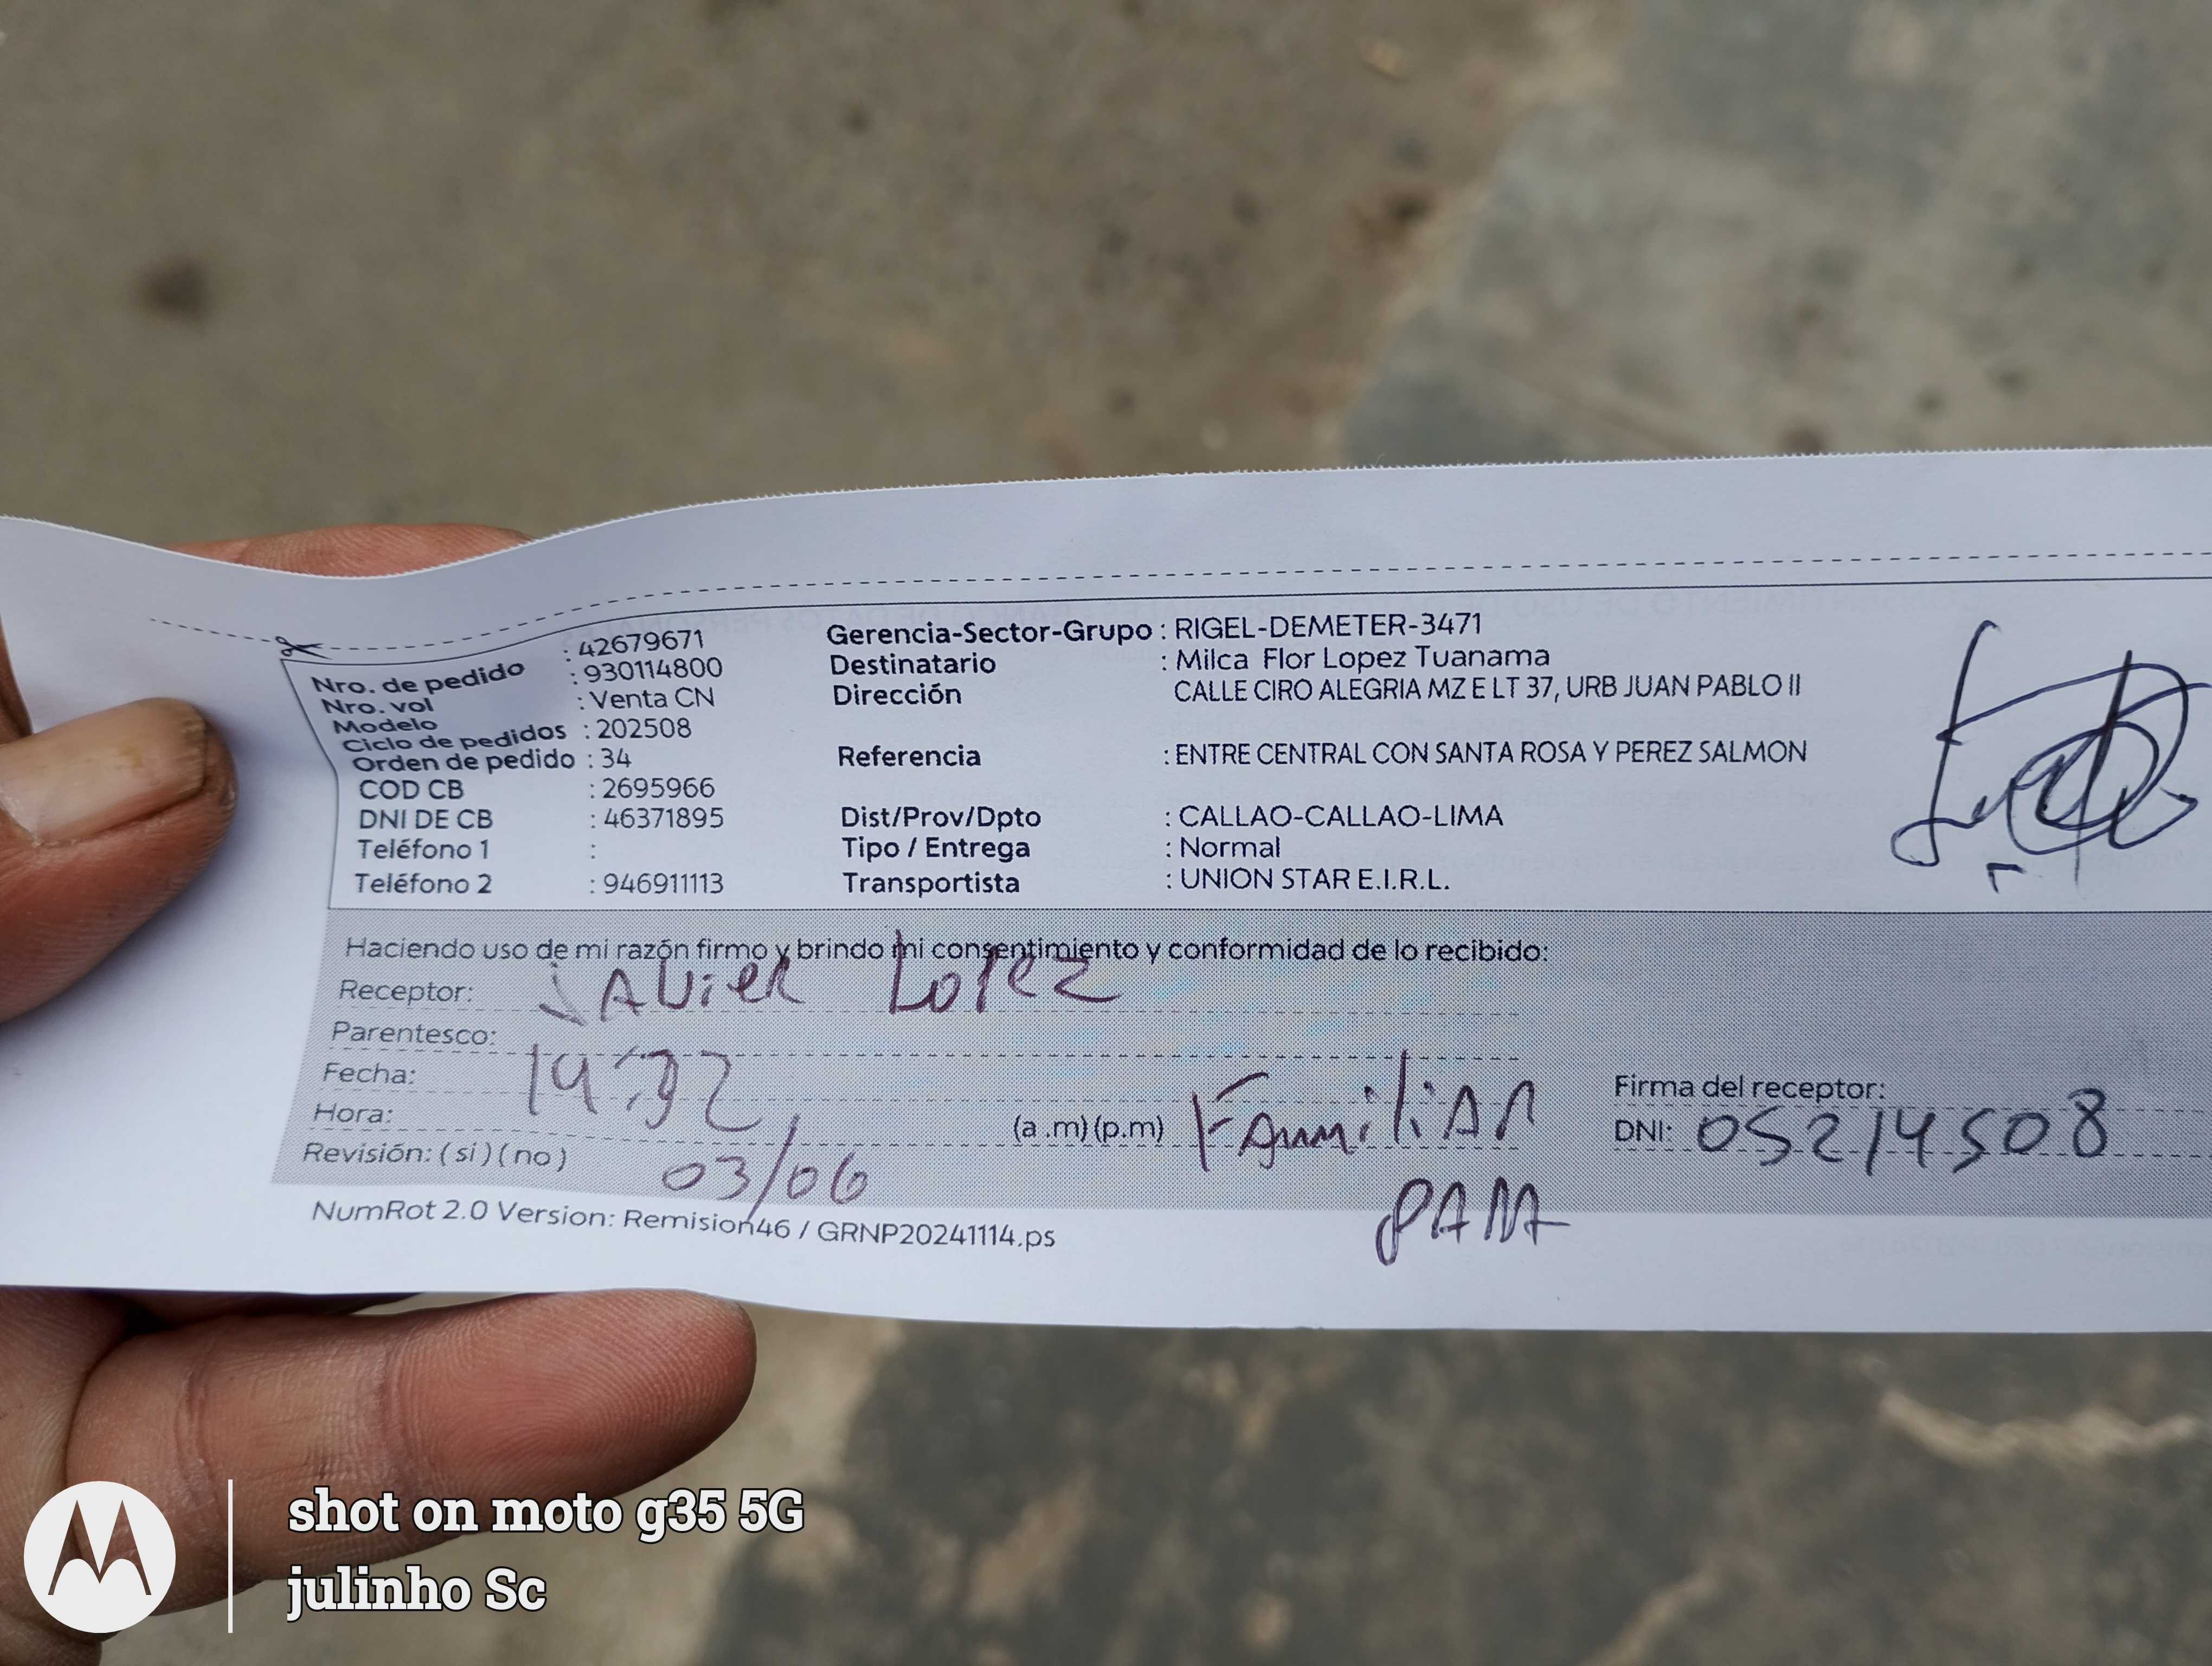 Nro. de pedido : 42679671
Nro. vol : 930114800
Modelo : Venta CN
Ciclo de pedidos : 202508
Orden de pedido : 34
COD CB : 2695966
DNI DE CB : 46371895
Teléfono 1 :
Teléfono 2 : 946911113
Gerencia-Sector-Grupo : RIGEL-DEMETER-3471
Destinatario : Milca Flor Lopez Tuanama
Dirección CALLE CIRO ALEGRIA MZ E LT 37, URB JUAN PABLO II
Referencia : ENTRE CENTRAL CON SANTA ROSA Y PEREZ SALMON
Dist/Prov/Dpto : CALLAO-CALLAO-LIMA
Tipo / Entrega : Normal
Transportista : UNION STAR E.I.R.L.
Haciendo uso de mi razón firmo y brindo mi consentimiento y conformidad de lo recibido:
Receptor: JAVIER LOPEZ
Parentesco:
Fecha: 14:32
Hora: (a .m) (p.m) FAmiliAR
Revisión: ( si ) ( no ) 03/06
Firma del receptor:
DNI: 05214508
NumRot 2.0 Version: Remision46 / GRNP20241114.ps
shot on moto g35 5G
julinho Sc